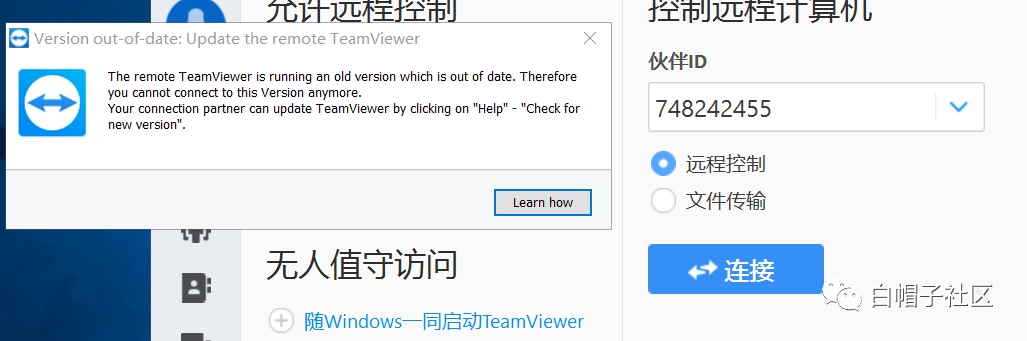 允许远程控制
控制远程计算机
Version out-of-date: Update the remote TeamViewer
The remote TeamViewer is running an old version which is out of date. Therefore
you cannot connect to this Version anymore.
Your connection partner can update TeamViewer by clicking on "Help" - "Check for
new version".
Learn how
伙伴ID
748242455
远程控制
文件传输
连接
无人值守访问
随Windows一同启动TeamViewer
白帽子社区